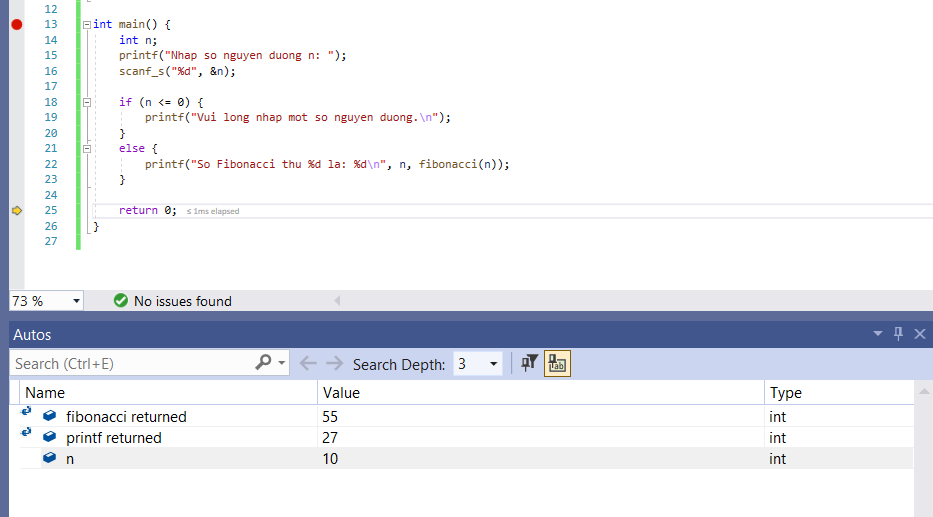 12
13 int main() {
14 int n;
15 printf("Nhap so nguyen duong n: ");
16 scanf_s("%d", &n);
17
18 if (n <= 0) {
19 printf("Vui long nhap mot so nguyen duong.\n");
20 }
21 else {
22 printf("So Fibonacci thu %d la: %d\n", n, fibonacci(n));
23 }
24
25 return 0; ≤ 1ms elapsed
26 }
27
73 % No issues found
Autos
Search (Ctrl+E) Search Depth: 3
Name Value Type
fibonacci returned 55 int
printf returned 27 int
n 10 int